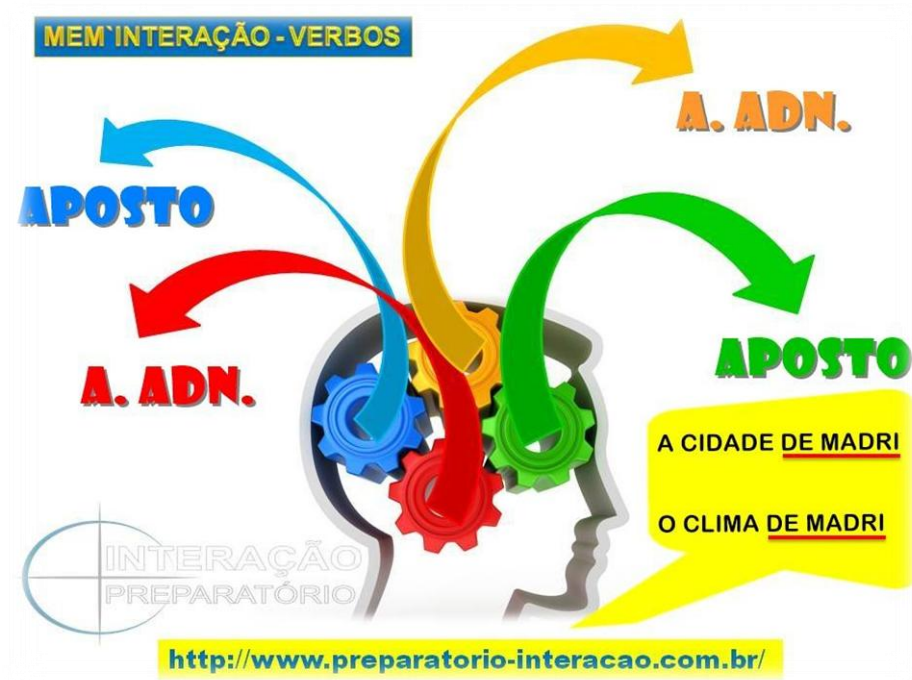 MEM`INTERAÇÃO - VERBOS
A. ADN.
APOSTO
A. ADN.
APOSTO
A CIDADE DE MADRI
O CLIMA DE MADRI
INTERAÇÃO
PREPARATÓRIO
http://www.preparatorio-interacao.com.br/